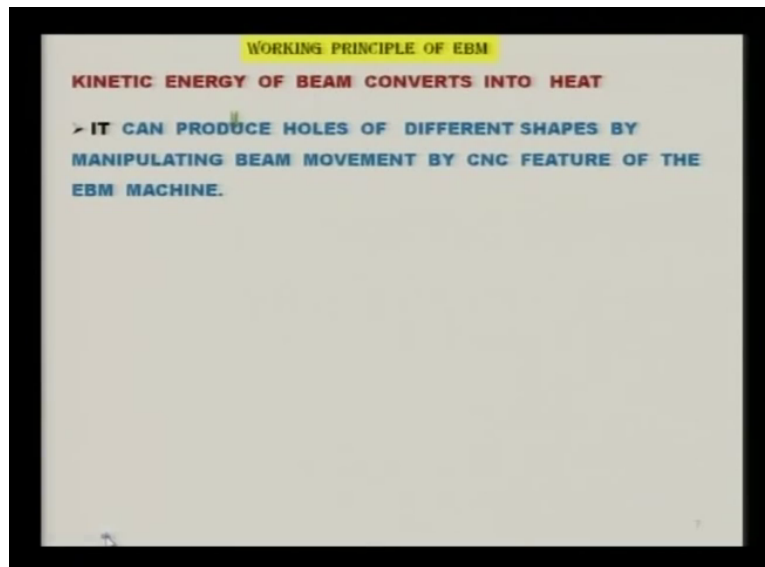 WORKING PRINCIPLE OF EBM
KINETIC ENERGY OF BEAM CONVERTS INTO HEAT
➢ IT CAN PRODUCE HOLES OF DIFFERENT SHAPES BY
MANIPULATING BEAM MOVEMENT BY CNC FEATURE OF THE
EBM MACHINE.
7